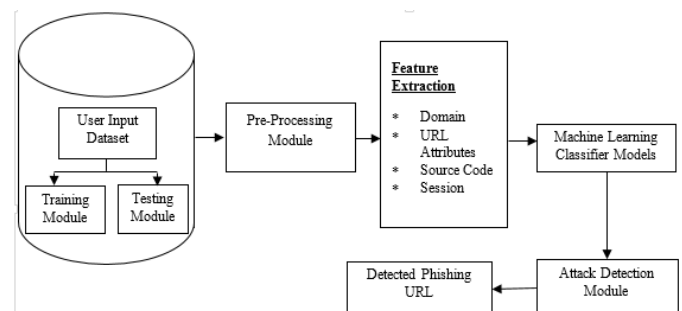 User Input
Dataset
Training
Module
Testing
Module
Pre-Processing
Module
Feature
Extraction
* Domain
* URL
Attributes
* Source Code
* Session
Machine Learning
Classifier Models
Attack Detection
Module
Detected Phishing
URL